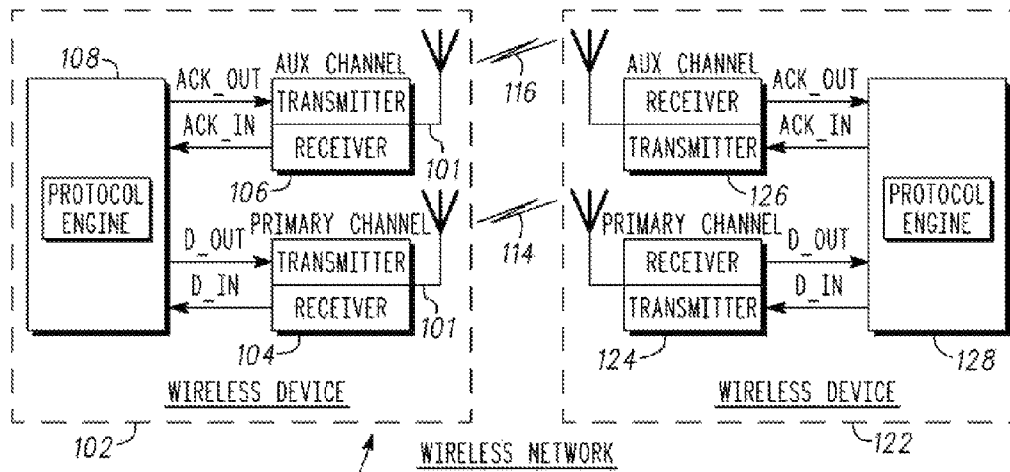 108
ACK_OUT
ACK_IN
PROTOCOL
ENGINE
D_OUT
D_IN
AUX CHANNEL
TRANSMITTER
RECEIVER
106
101
PRIMARY CHANNEL
TRANSMITTER
RECEIVER
104
101
WIRELESS DEVICE
102
116
114
AUX CHANNEL
RECEIVER
TRANSMITTER
126
ACK_OUT
ACK_IN
PRIMARY CHANNEL
RECEIVER
TRANSMITTER
124
D_OUT
D_IN
PROTOCOL
ENGINE
128
WIRELESS DEVICE
122
WIRELESS NETWORK